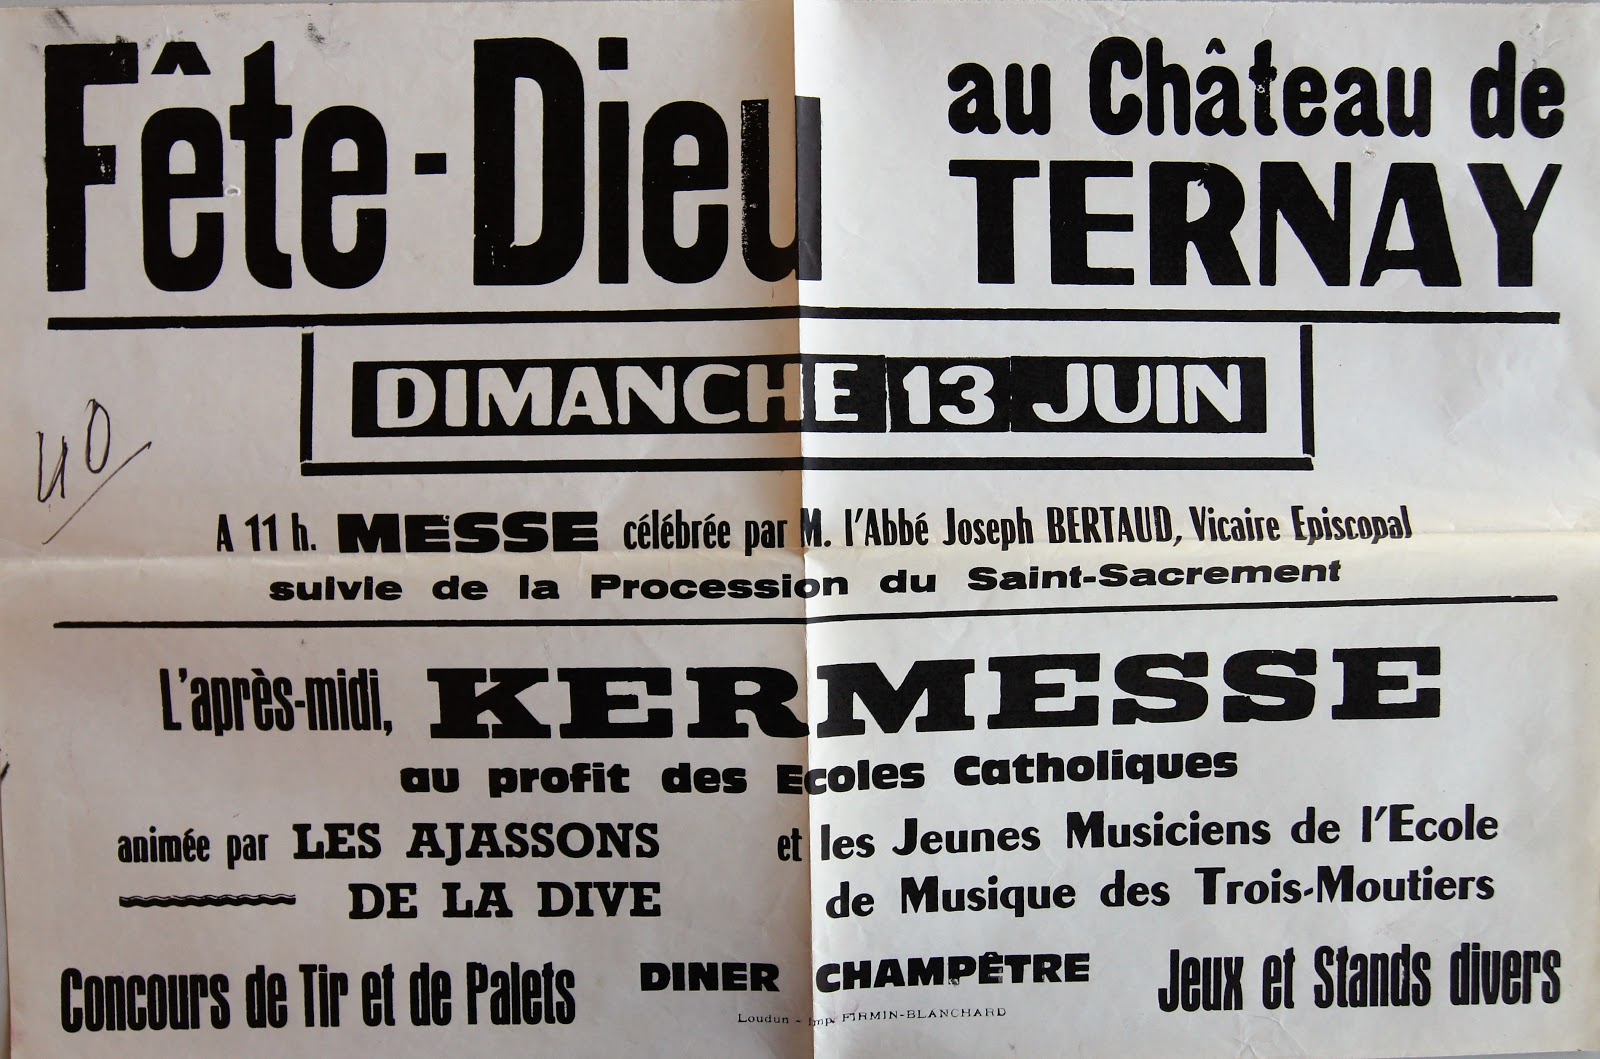 Fête-Dieu
au Château de
TERNAY
DIMANCHE 13 JUIN
40
A 11 h. MESSE célébrée par M. l'Abbé Joseph BERTAUD, Vicaire Episcopal
suivie de la Procession du Saint-Sacrement
L'après-midi, KERMESSE
au profit des Ecoles Catholiques
animée par LES AJASSONS
DE LA DIVE
et les Jeunes Musiciens de l'Ecole
de Musique des Trois-Moutiers
Concours de Tir et de Palets
DINER CHAMPÊTRE
Jeux et Stands divers
Loudun - Imp. FIRMIN-BLANCHARD